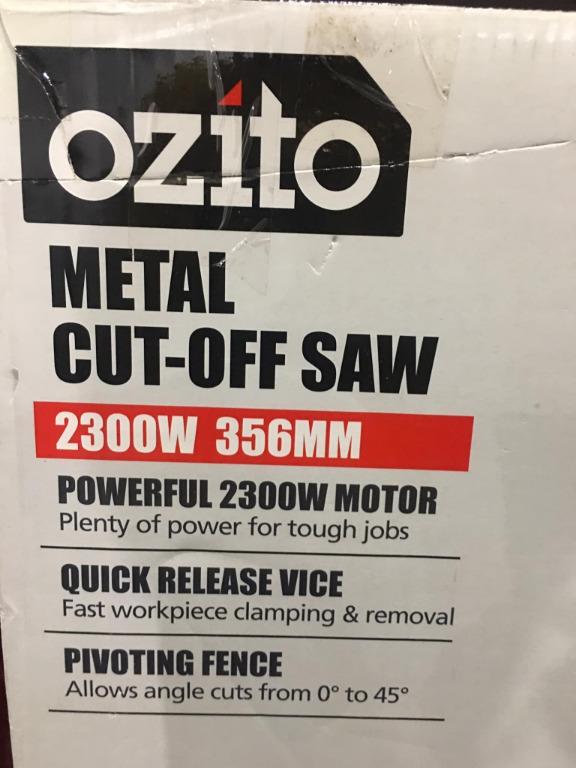 ozito
METAL
CUT-OFF SAW
2300W 356MM
POWERFUL 2300W MOTOR
Plenty of power for tough jobs
QUICK RELEASE VICE
Fast workpiece clamping & removal
PIVOTING FENCE
Allows angle cuts from 0° to 45°